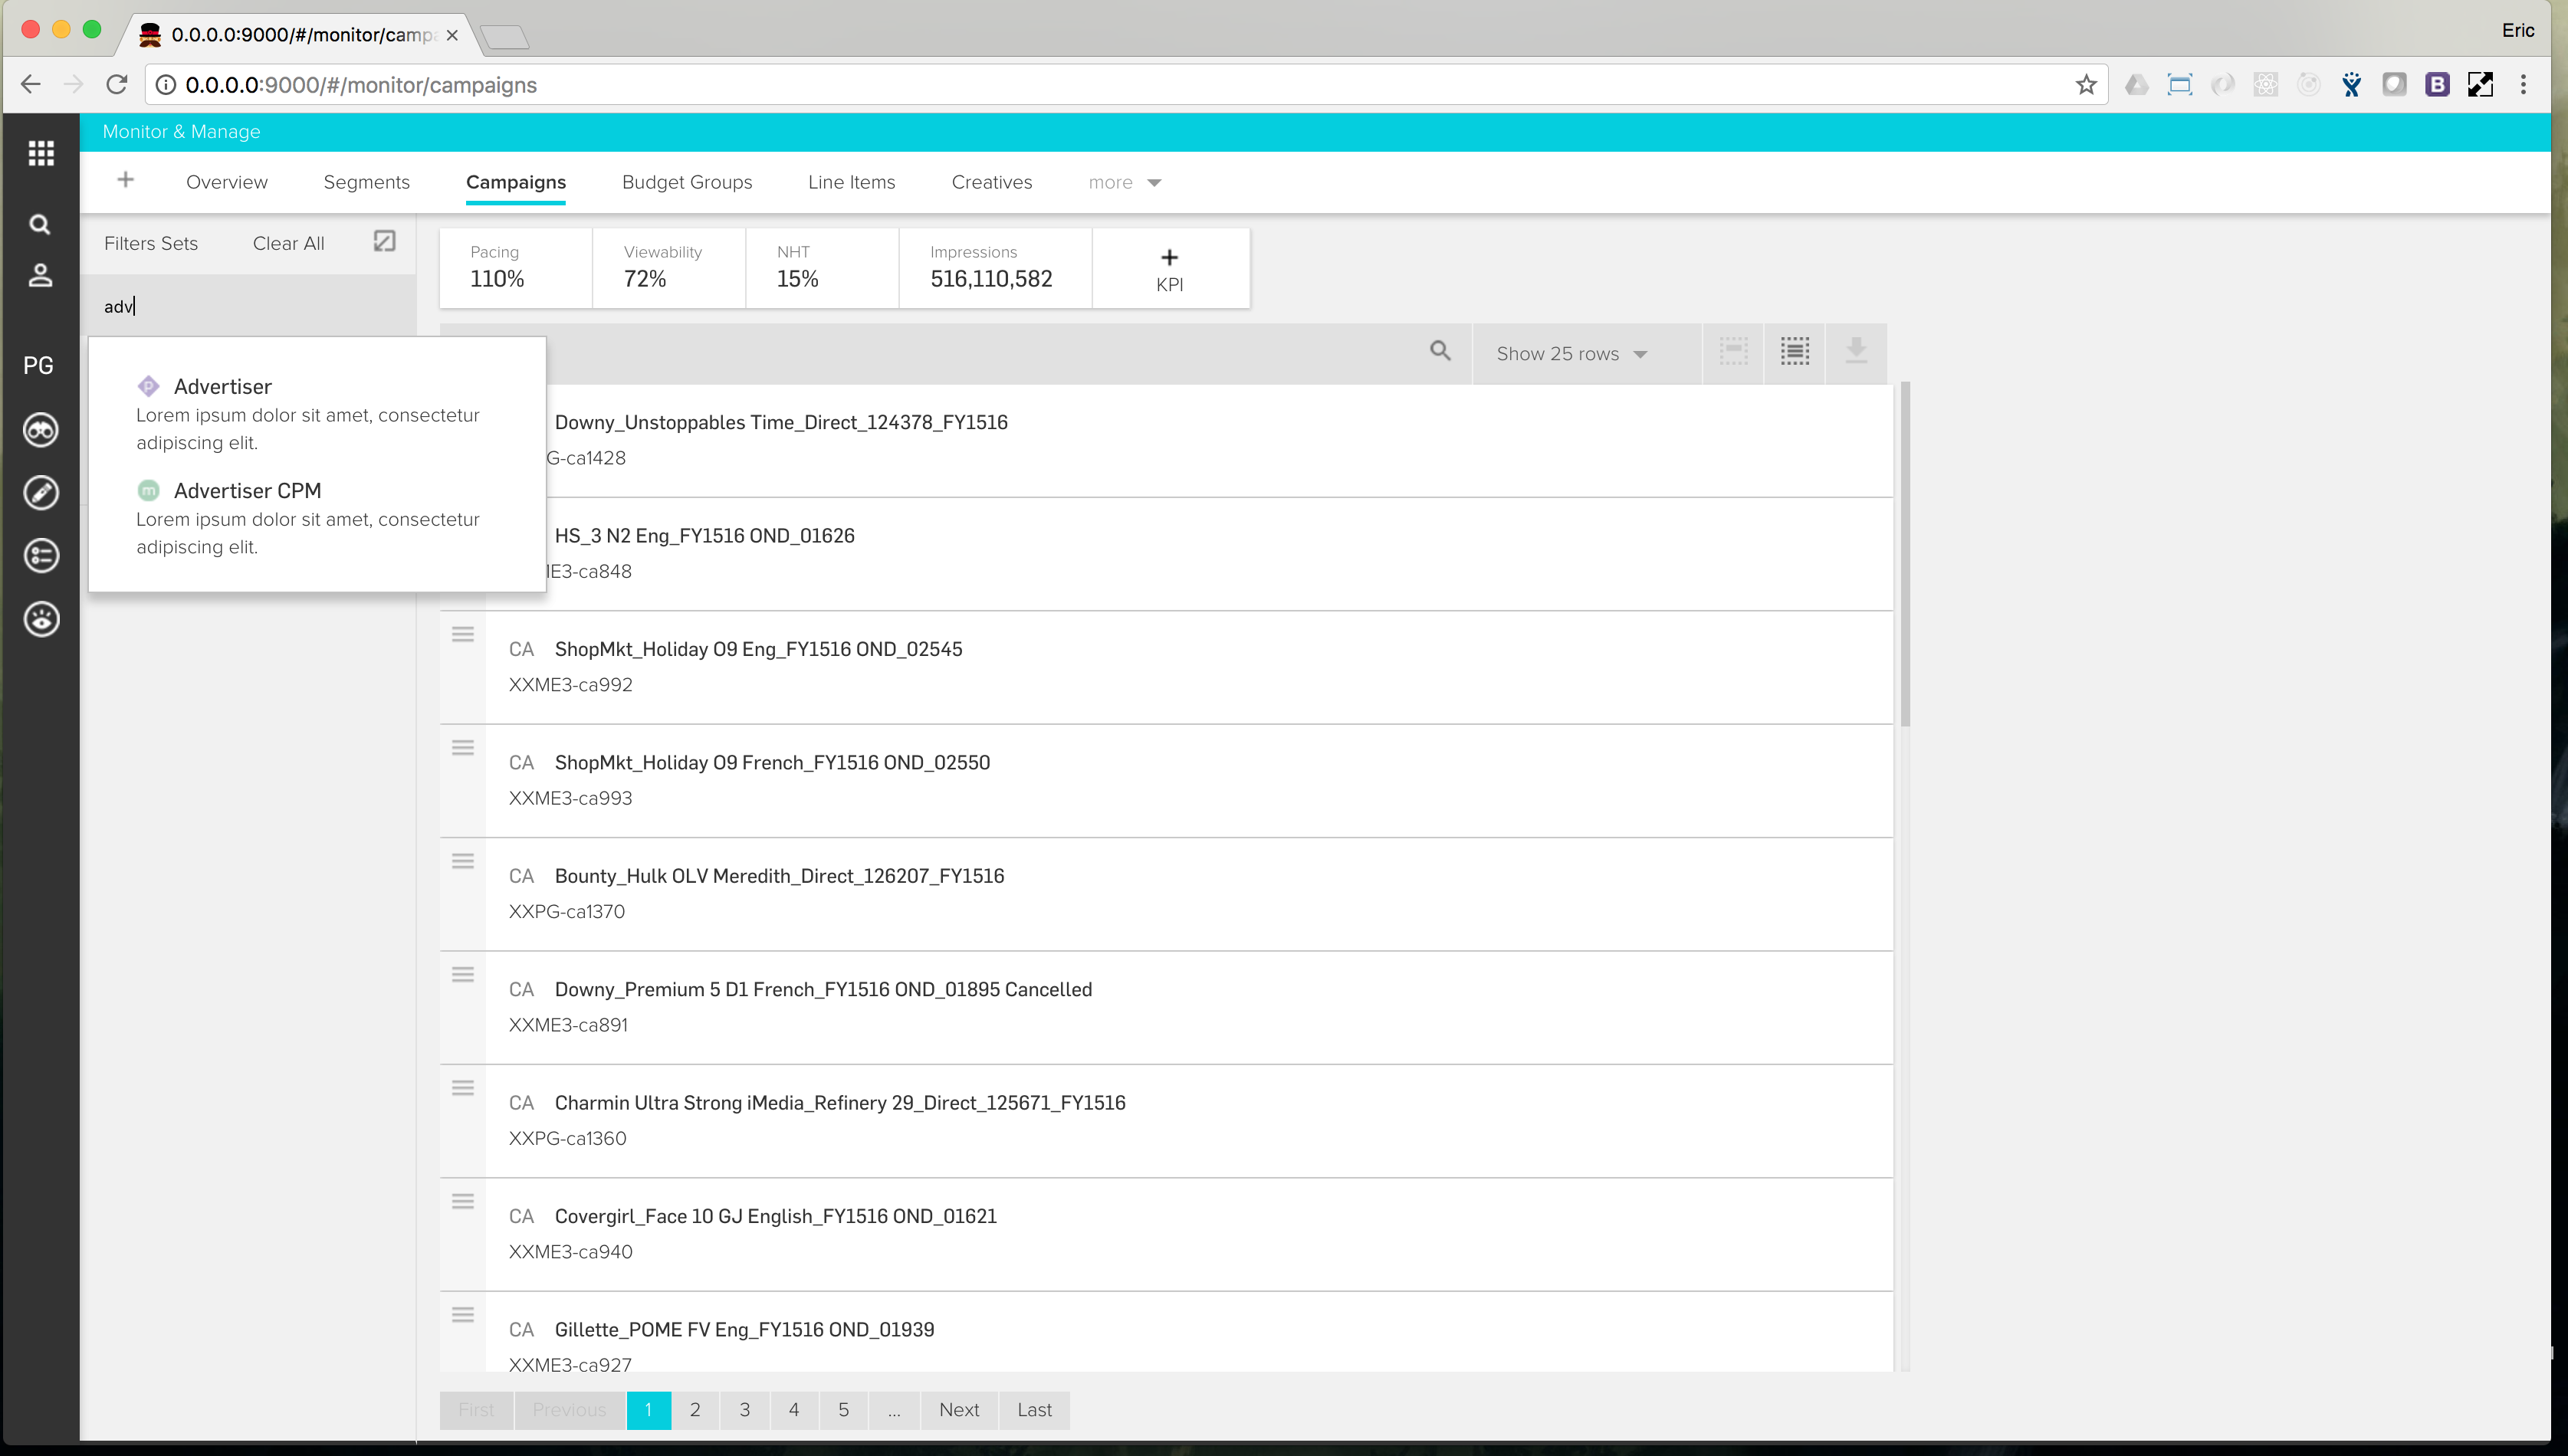 0.0.0.0:9000/#/monitor/camp
Eric
0.0.0.0:9000/#/monitor/campaigns
Monitor & Manage
+ Overview Segments Campaigns Budget Groups Line Items Creatives more
Filters Sets Clear All
Pacing Viewability NHT Impressions +
110% 72% 15% 516,110,582 KPI
adv
Show 25 rows
PG
p Advertiser
Lorem ipsum dolor sit amet, consectetur
adipiscing elit.
m Advertiser CPM
Lorem ipsum dolor sit amet, consectetur
adipiscing elit.
Downy_Unstoppables Time_Direct_124378_FY1516
G-ca1428
HS_3 N2 Eng_FY1516 OND_01626
E3-ca848
CA ShopMkt_Holiday O9 Eng_FY1516 OND_02545
XXME3-ca992
CA ShopMkt_Holiday O9 French_FY1516 OND_02550
XXME3-ca993
CA Bounty_Hulk OLV Meredith_Direct_126207_FY1516
XXPG-ca1370
CA Downy_Premium 5 D1 French_FY1516 OND_01895 Cancelled
XXME3-ca891
CA Charmin Ultra Strong iMedia_Refinery 29_Direct_125671_FY1516
XXPG-ca1360
CA Covergirl_Face 10 GJ English_FY1516 OND_01621
XXME3-ca940
CA Gillette_POME FV Eng_FY1516 OND_01939
XXME3-ca927
First Previous 1 2 3 4 5 ... Next Last